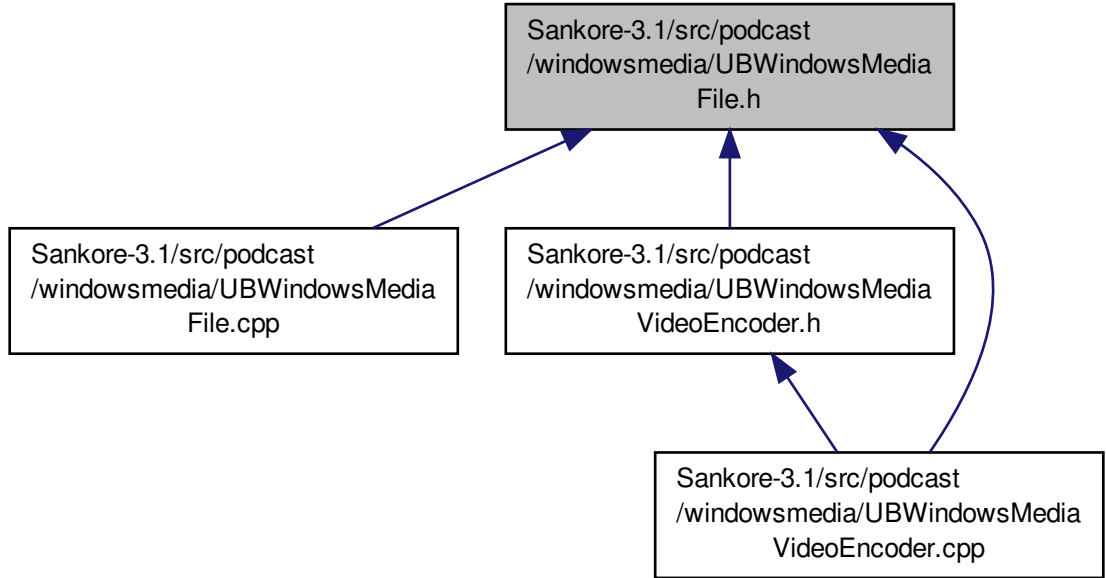 Sankore-3.1/src/podcast
/windowsmedia/UBWindowsMedia
File.h
Sankore-3.1/src/podcast
/windowsmedia/UBWindowsMedia
File.cpp
Sankore-3.1/src/podcast
/windowsmedia/UBWindowsMedia
VideoEncoder.h
Sankore-3.1/src/podcast
/windowsmedia/UBWindowsMedia
VideoEncoder.cpp